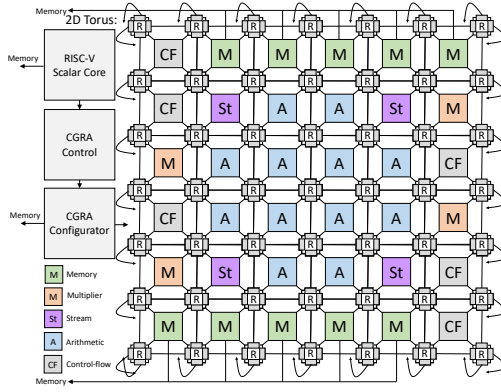 Memory
2D Torus:
R R R R R R R
CF M M M M M
Memory
RISC-V
Scalar Core
R R R R R R R
CF St A A St M
R R R R R R R
CGRA
Control
M A A A A CF
R R R R R R R
Memory
CGRA
Configurator
CF A A A A M
R R R R R R R
M St A A St CF
R R R R R R R
M M M M M CF
R R R R R R R
M Memory
M Multiplier
St Stream
A Arithmetic
CF Control-flow
Memory